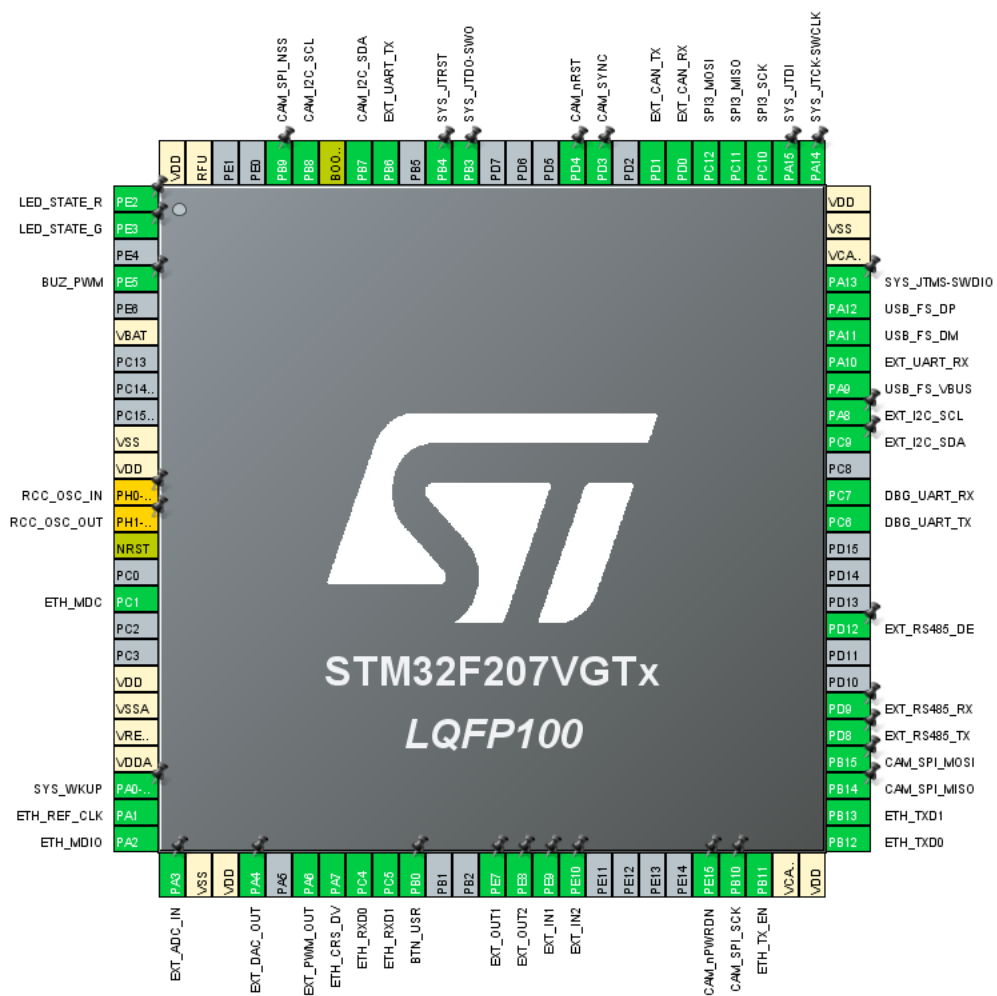 CAM_SPI_NSS
CAM_I2C_SCL
CAM_I2C_SDA
EXT_UART_TX
SYS_JTRST
SYS_JTDO-SWO
CAM_nRST
CAM_SYNC
EXT_CAN_TX
EXT_CAN_RX
SPI3_MOSI
SPI3_MISO
SPI3_SCK
SYS_JTDI
SYS_JTCK-SWCLK
VDD
RFU
PE1
PE0
PB9
PB8
BOO..
PB7
PB6
PB5
PB4
PB3
PD7
PD6
PD5
PD4
PD3
PD2
PD1
PD0
PC12
PC11
PC10
PA15
PA14
LED_STATE_R PE2
LED_STATE_G PE3
PE4
BUZ_PWM PE5
PE6
VBAT
PC13
PC14..
PC15..
VSS
VDD
RCC_OSC_IN PH0-..
RCC_OSC_OUT PH1-..
NRST
PC0
ETH_MDC PC1
PC2
PC3
VDD
VSSA
VRE..
VDDA
SYS_WKUP PA0-..
ETH_REF_CLK PA1
ETH_MDIO PA2
STM32F207VGTx
LQFP100
VDD
VSS
VCA..
PA13 SYS_JTMS-SWDIO
PA12 USB_FS_DP
PA11 USB_FS_DM
PA10 EXT_UART_RX
PA9 USB_FS_VBUS
PA8 EXT_I2C_SCL
PC9 EXT_I2C_SDA
PC8
PC7 DBG_UART_RX
PC6 DBG_UART_TX
PD15
PD14
PD13
PD12 EXT_RS485_DE
PD11
PD10
PD9 EXT_RS485_RX
PD8 EXT_RS485_TX
PB15 CAM_SPI_MOSI
PB14 CAM_SPI_MISO
PB13 ETH_TXD1
PB12 ETH_TXD0
PA3
VSS
VDD
PA4
PA5
PA6
PA7
PC4
PC5
PB0
PB1
PB2
PE7
PE8
PE9
PE10
PE11
PE12
PE13
PE14
PE15
PB10
PB11
VCA..
VDD
EXT_ADC_IN
EXT_DAC_OUT
EXT_PWM_OUT
ETH_CRS_DV
ETH_RXD0
ETH_RXD1
BTN_USR
EXT_OUT1
EXT_OUT2
EXT_IN1
EXT_IN2
CAM_nPWRDN
CAM_SPI_SCK
ETH_TX_EN